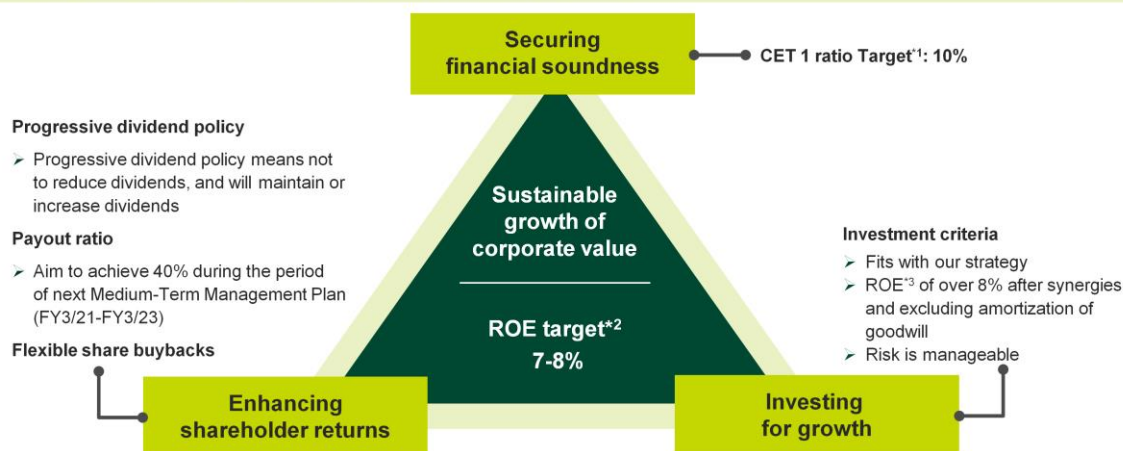 Securing
financial soundness
CET 1 ratio Target*1: 10%
Progressive dividend policy
➢ Progressive dividend policy means not
to reduce dividends, and will maintain or
increase dividends
Payout ratio
➢ Aim to achieve 40% during the period
of next Medium-Term Management Plan
(FY3/21-FY3/23)
Flexible share buybacks
Sustainable
growth of
corporate value
ROE target*2
7-8%
Investment criteria
➢ Fits with our strategy
➢ ROE*3 of over 8% after synergies
and excluding amortization of
goodwill
➢ Risk is manageable
Enhancing
shareholder returns
Investing
for growth